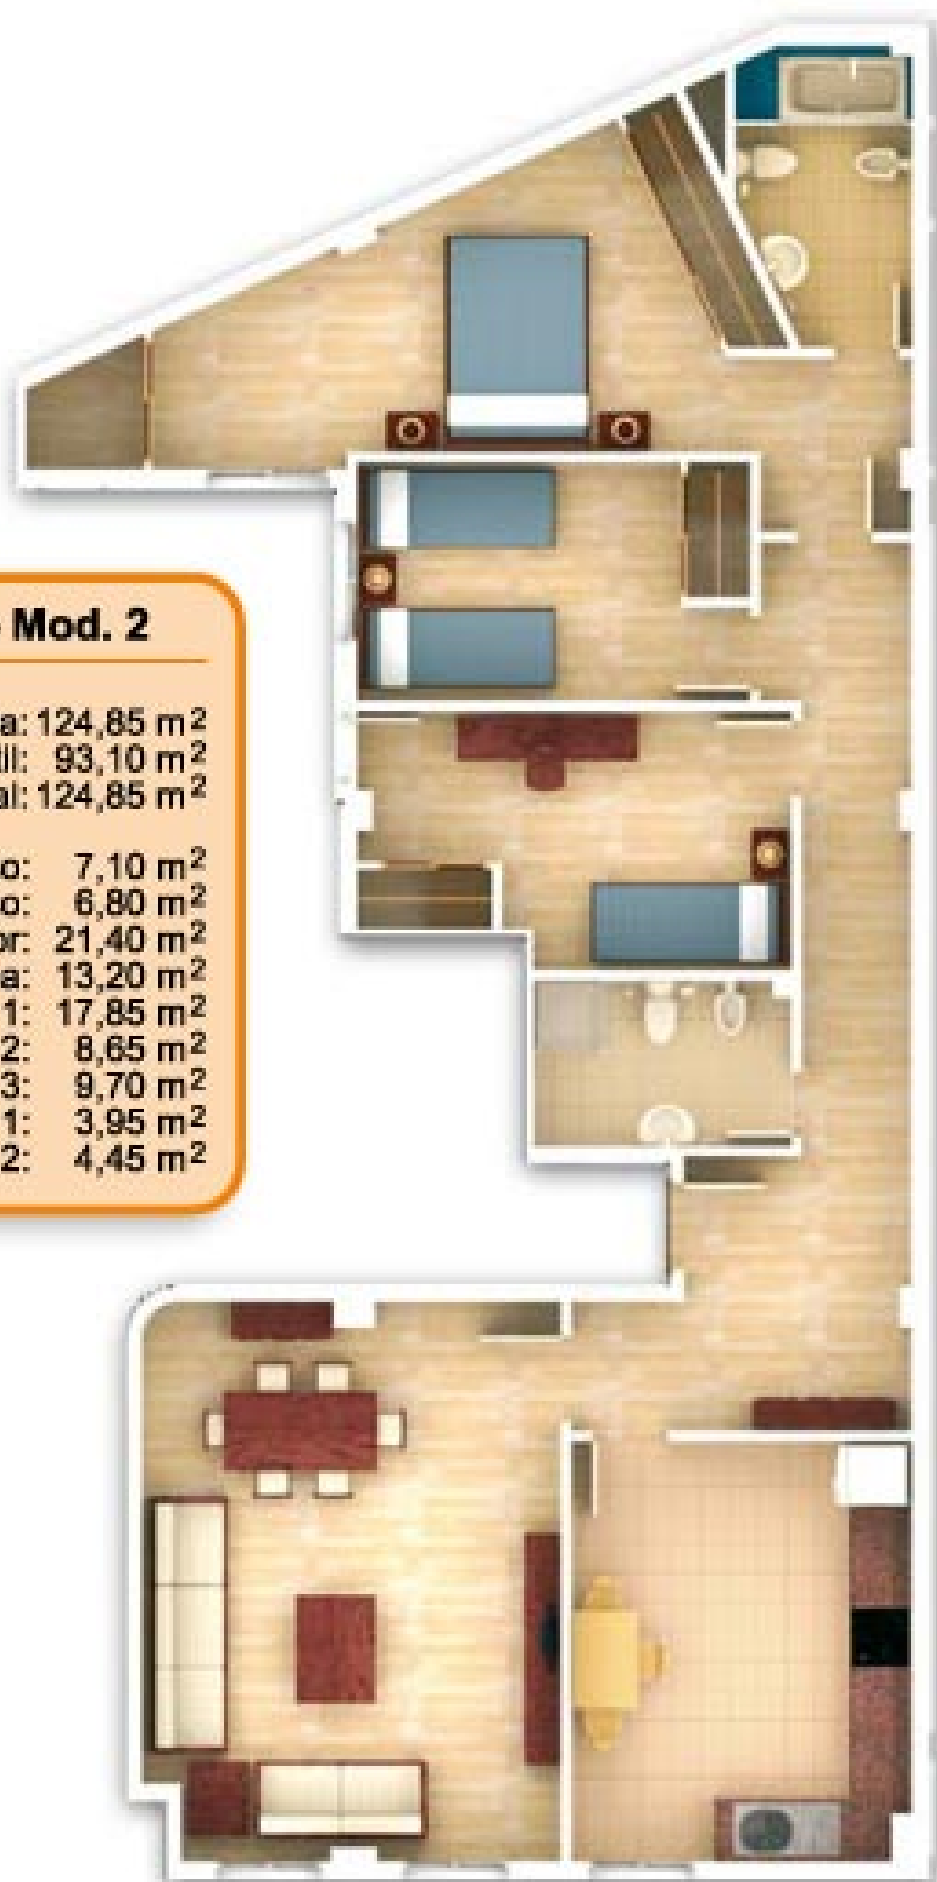 Mod. 2
a: 124,85 m2
til: 93,10 m2
al: 124,85 m2
o: 7,10 m2
o: 6,80 m2
or: 21,40 m2
a: 13,20 m2
1: 17,85 m2
2: 8,65 m2
3: 9,70 m2
1: 3,95 m2
2: 4,45 m2